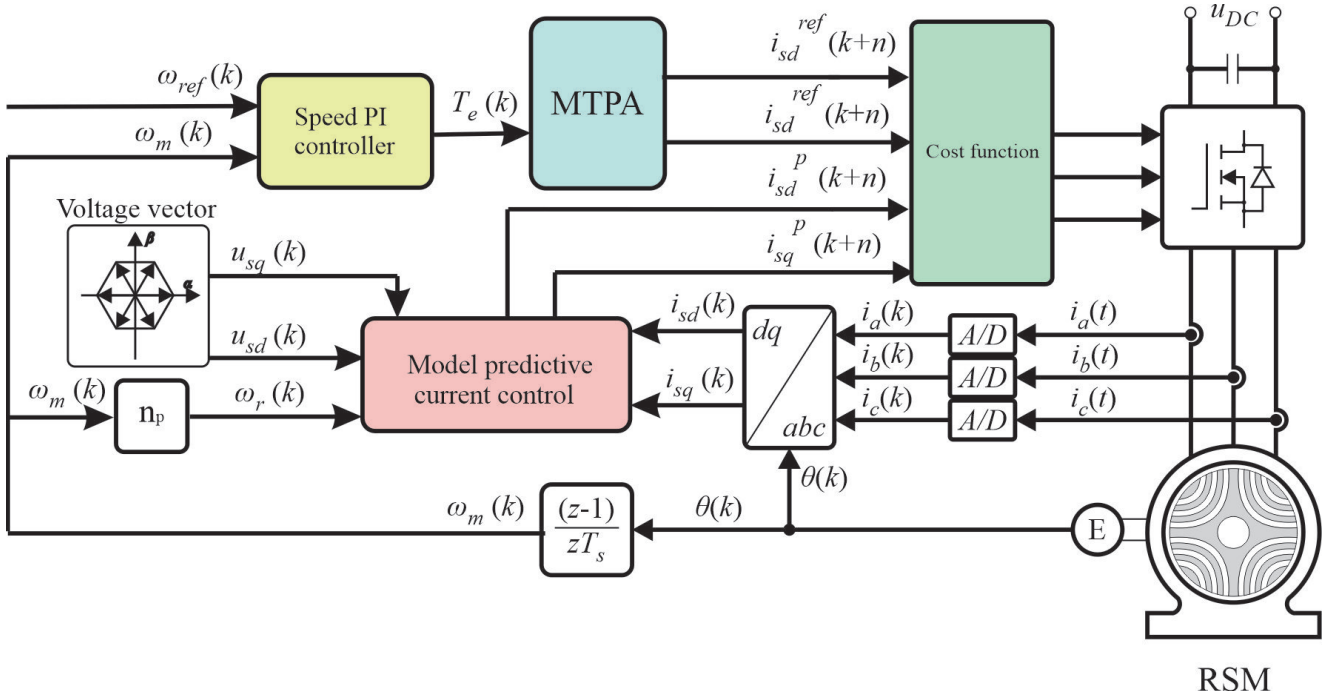 u_DC
ω_ref (k)
ω_m (k)
Speed PI
controller
T_e (k)
MTPA
i_sd^ref (k+n)
i_sd^ref (k+n)
i_sd^p (k+n)
i_sq^p (k+n)
Cost function
Voltage vector
β
α
u_sq (k)
u_sd (k)
ω_m (k)
n_p
ω_r (k)
Model predictive
current control
i_sd (k)
i_sq (k)
dq
abc
i_a (k)
A/D
i_a (t)
i_b (k)
A/D
i_b (t)
i_c (k)
A/D
i_c (t)
θ(k)
ω_m (k)
(z-1)
zT_s
θ(k)
E
RSM